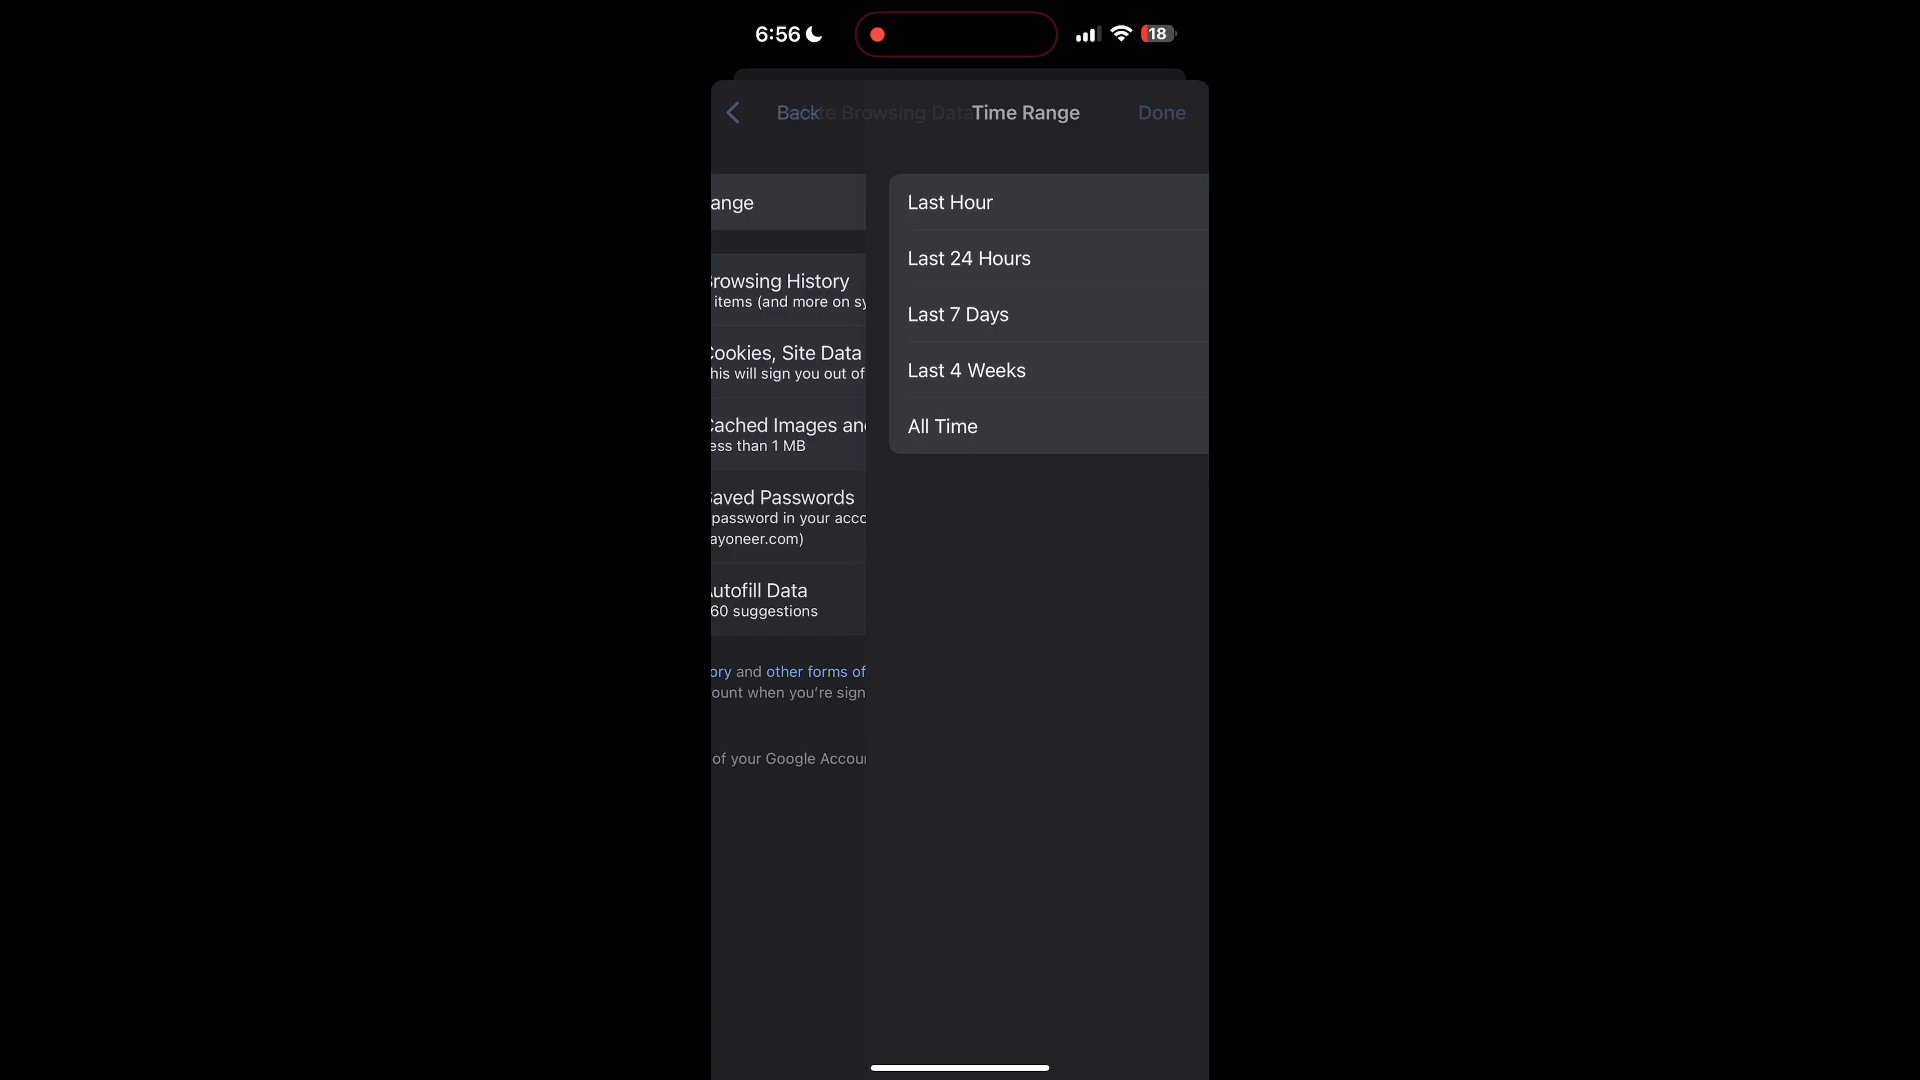 6:56
18
Back
te Browsing Data
Time Range
Done
ange
rowsing History
items (and more on sy
ookies, Site Data
his will sign you out of
ached Images an
ess than 1 MB
aved Passwords
password in your acco
ayoneer.com)
utofill Data
60 suggestions
ory and other forms of
ount when you’re sign
of your Google Accou
Last Hour
Last 24 Hours
Last 7 Days
Last 4 Weeks
All Time